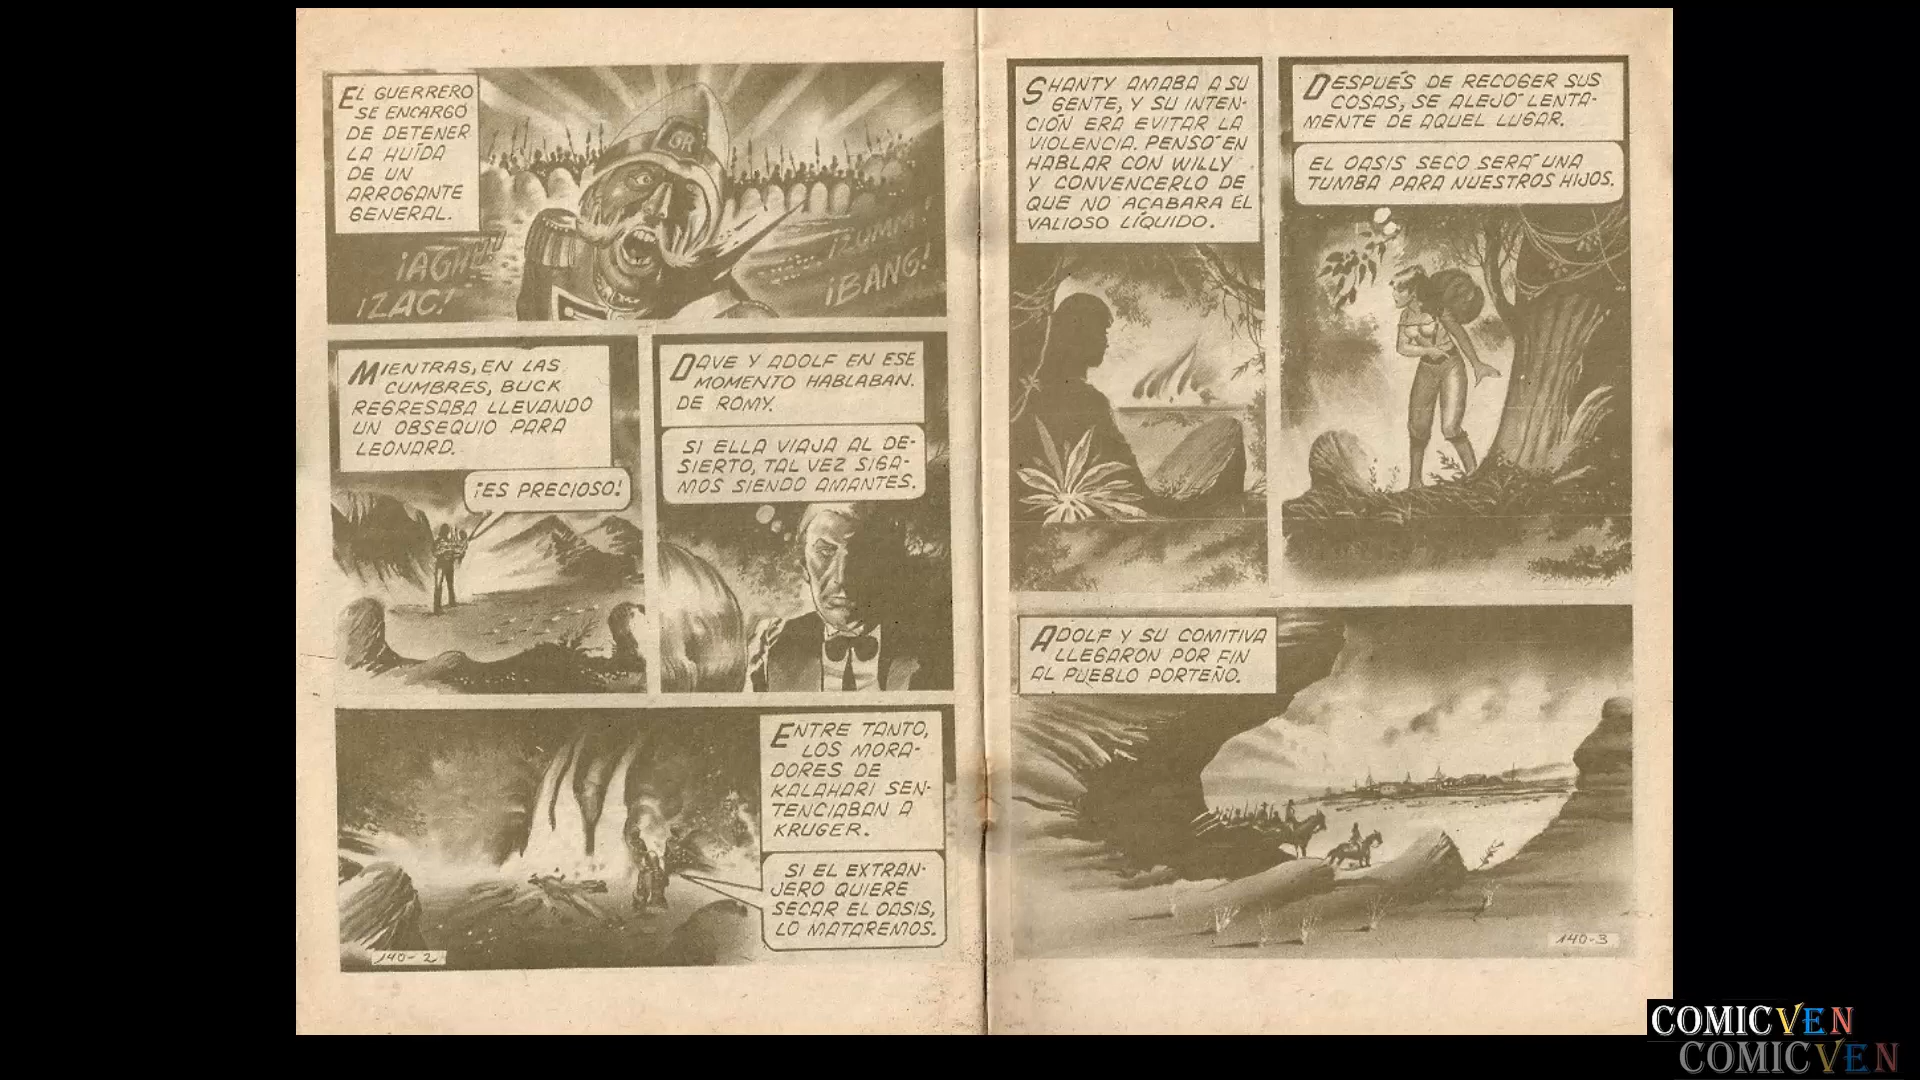 EL GUERRERO
SE ENCARGÓ
DE DETENER
LA HUÍDA
DE UN
ARROGANTE
GENERAL.
GR
¡ZAC!
¡ZUMM!
¡BANG!
MIENTRAS, EN LAS
CUMBRES, BUCK
REGRESABA LLEVANDO
UN OBSEQUIO PARA
LEONARD.
¡ES PRECIOSO!
DAVE Y ADOLF EN ESE
MOMENTO HABLABAN.
DE ROMY.
SI ELLA VIAJA AL DE-
SIERTO, TAL VEZ SIGA-
MOS SIENDO AMANTES.
ENTRE TANTO,
LOS MORA-
DORES DE
KALAHARI SEN-
TENCIABAN A
KRUGER.
SI EL EXTRAN-
JERO QUIERE
SECAR EL OASIS,
LO MATAREMOS.
140-2
SHANTY AMABA A SU
GENTE, Y SU INTEN-
CIÓN ERA EVITAR LA
VIOLENCIA. PENSÓ EN
HABLAR CON WILLY
Y CONVENCERLO DE
QUE NO ACABARA EL
VALIOSO LÍQUIDO.
DESPUÉS DE RECOGER SUS
COSAS, SE ALEJÓ LENTA-
MENTE DE AQUEL LUGAR.
EL OASIS SECO SERÁ UNA
TUMBA PARA NUESTROS HIJOS.
ADOLF Y SU COMITIVA
LLEGARON POR FIN
AL PUEBLO PORTEÑO.
140-3
COMICVEN
COMICVEN